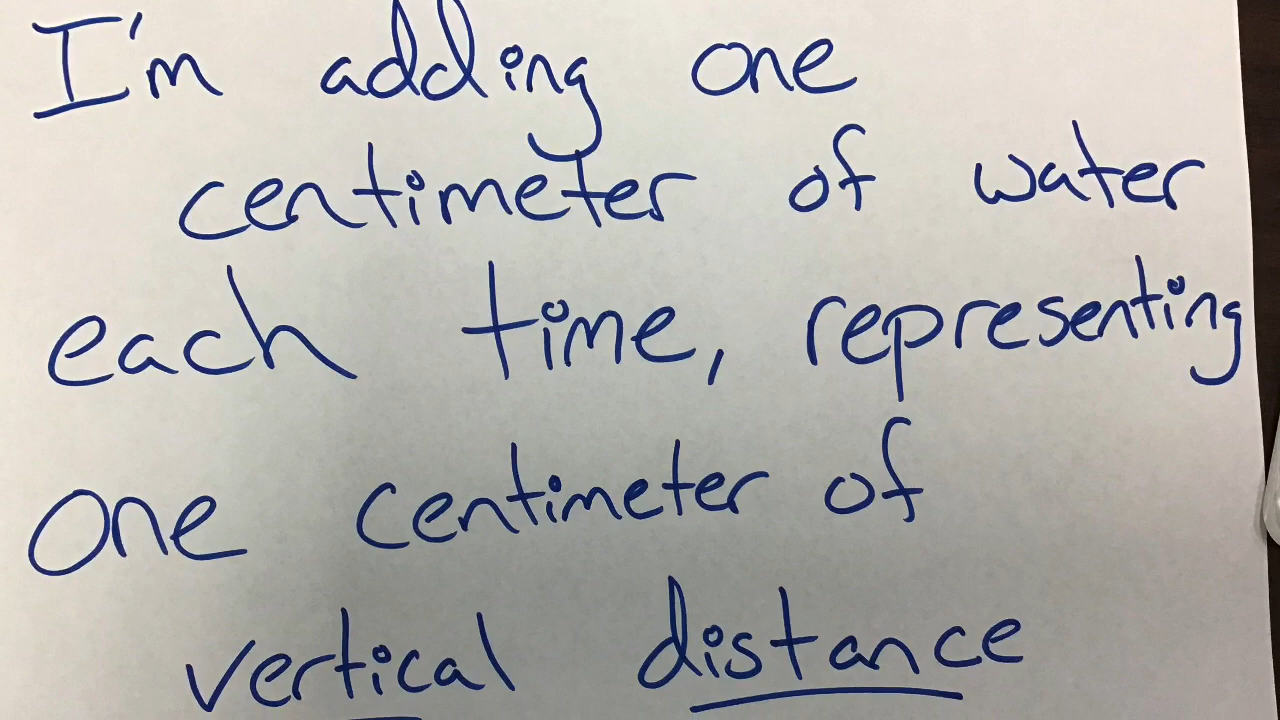 I'm adding one
centimeter of water
each time, representing
one centimeter of
vertical distance